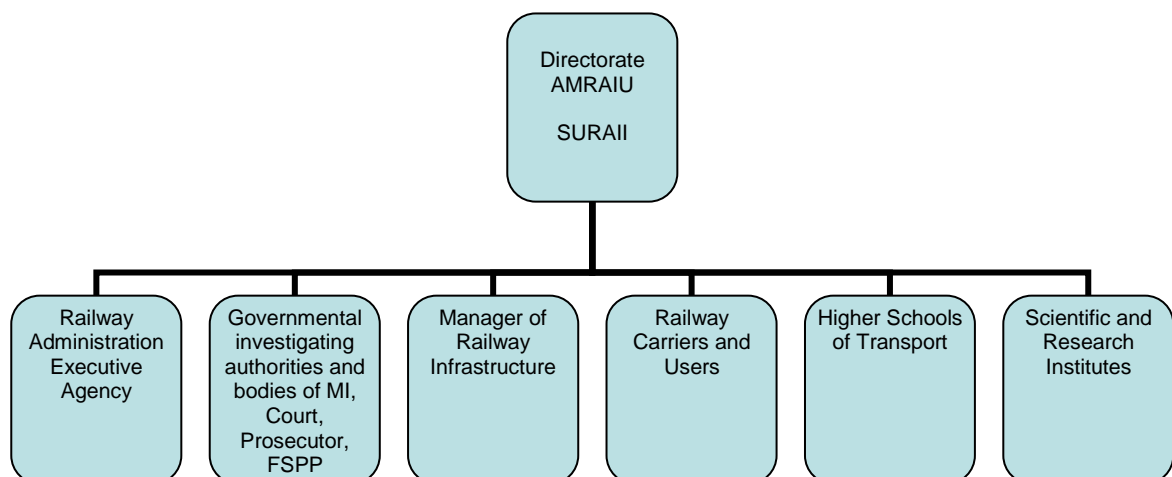 Directorate
AMRAIU
SURAII
Railway
Administration
Executive
Agency
Governmental
investigating
authorities and
bodies of MI,
Court,
Prosecutor,
FSPP
Manager of
Railway
Infrastructure
Railway
Carriers and
Users
Higher Schools
of Transport
Scientific and
Research
Institutes